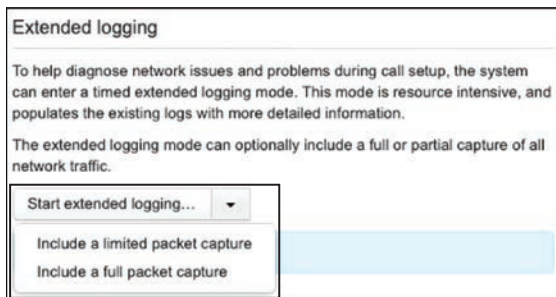 Extended logging
To help diagnose network issues and problems during call setup, the system
can enter a timed extended logging mode. This mode is resource intensive, and
populates the existing logs with more detailed information.
The extended logging mode can optionally include a full or partial capture of all
network traffic.
Start extended logging...
Include a limited packet capture
Include a full packet capture